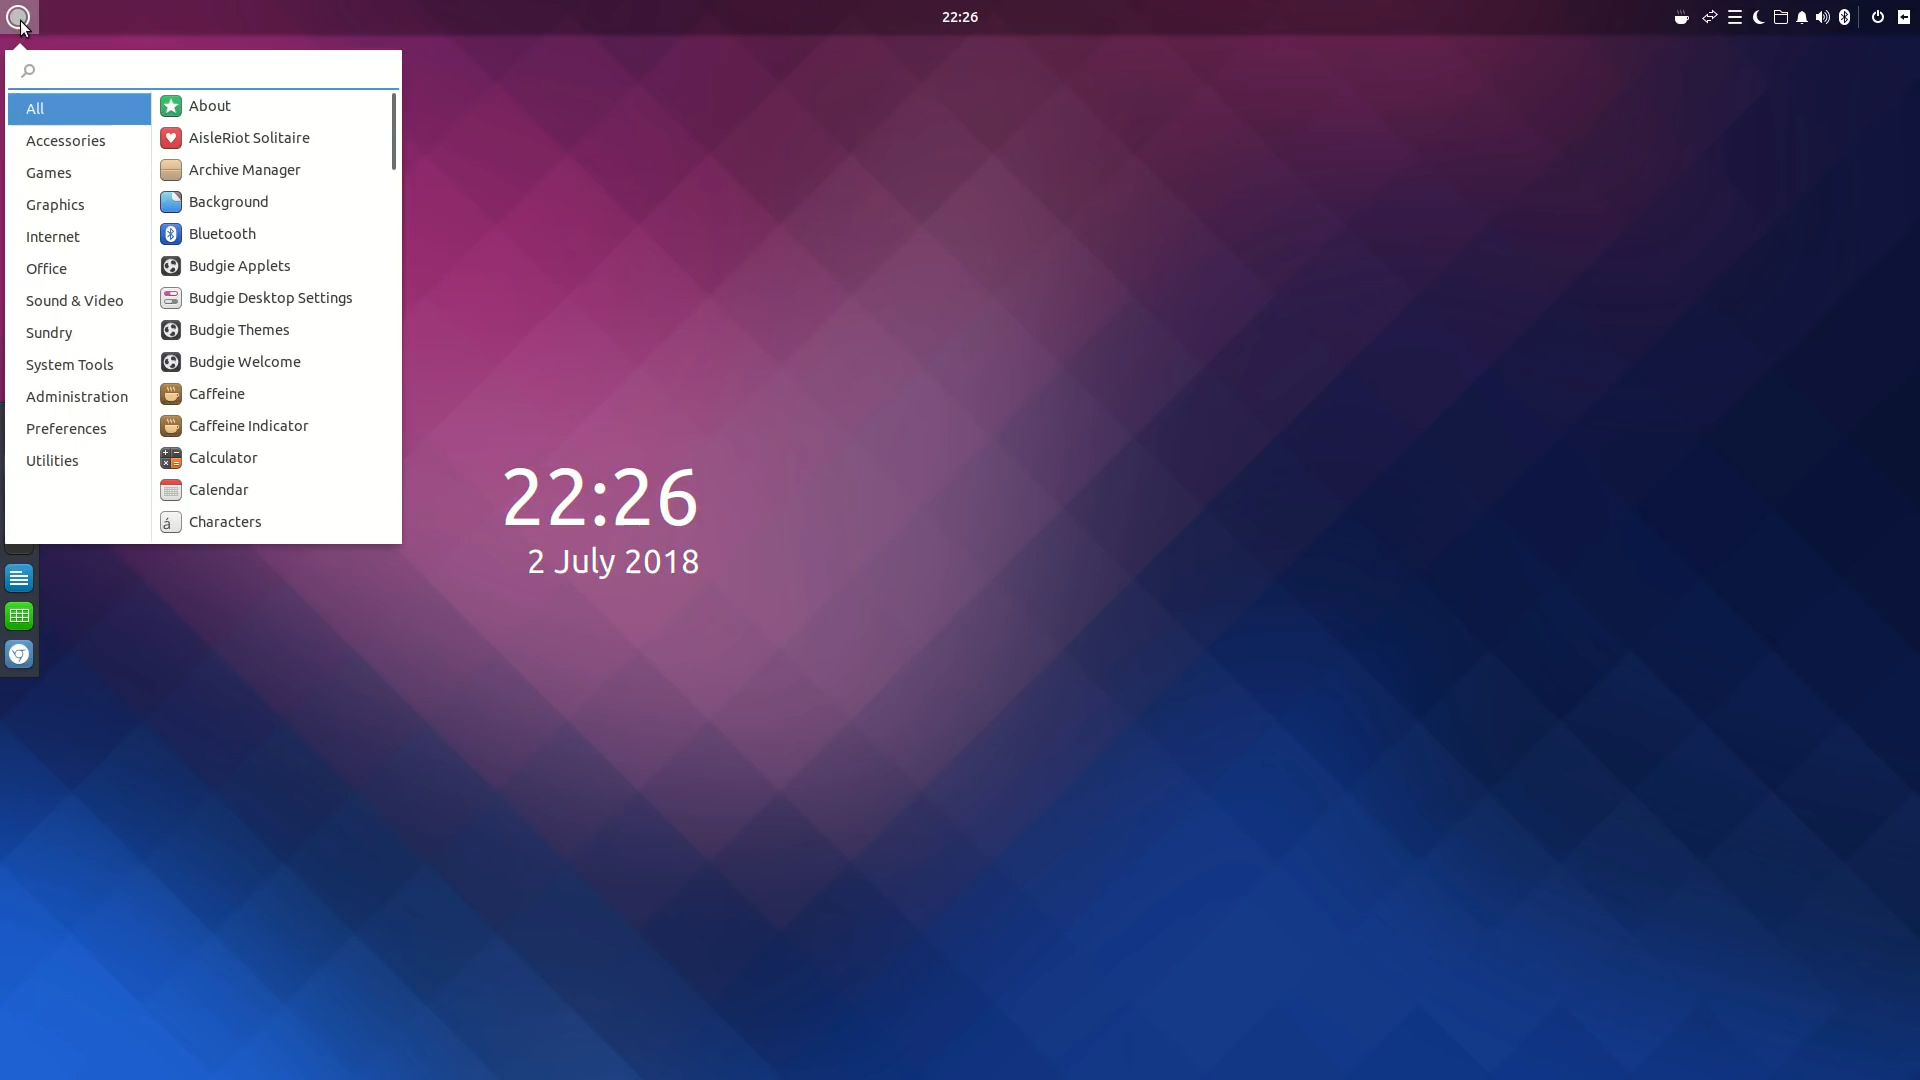 22:26
All
Accessories
Games
Graphics
Internet
Office
Sound & Video
Sundry
System Tools
Administration
Preferences
Utilities
About
AisleRiot Solitaire
Archive Manager
Background
Bluetooth
Budgie Applets
Budgie Desktop Settings
Budgie Themes
Budgie Welcome
Caffeine
Caffeine Indicator
Calculator
Calendar
Characters
22:26
2 July 2018